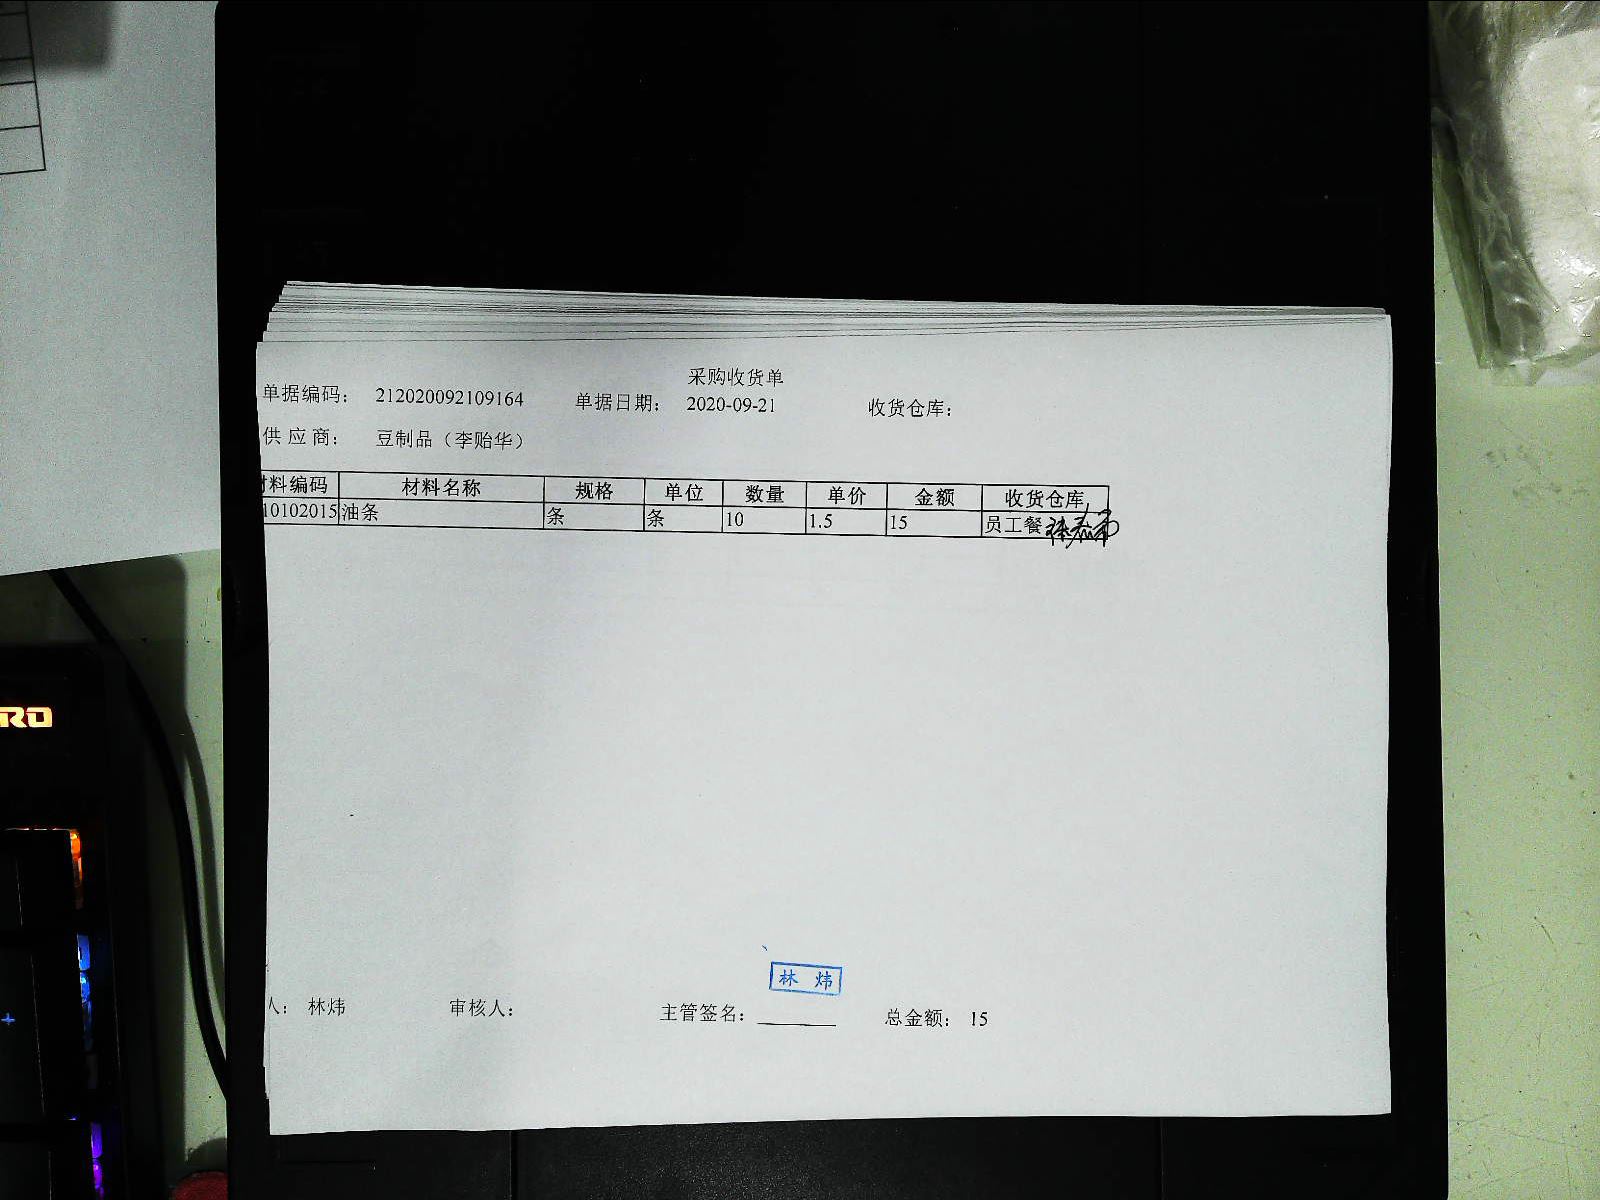 采购收货单
单据编码： 212020092109164 单据日期： 2020-09-21 收货仓库：
供 应 商： 豆制品（李贻华）
材料编码 材料名称 规格 单位 数量 单价 金额 收货仓库
10102015 油条 条 条 10 1.5 15 员工餐
林 炜
人： 林炜 审核人： 主管签名： 总金额： 15
RO